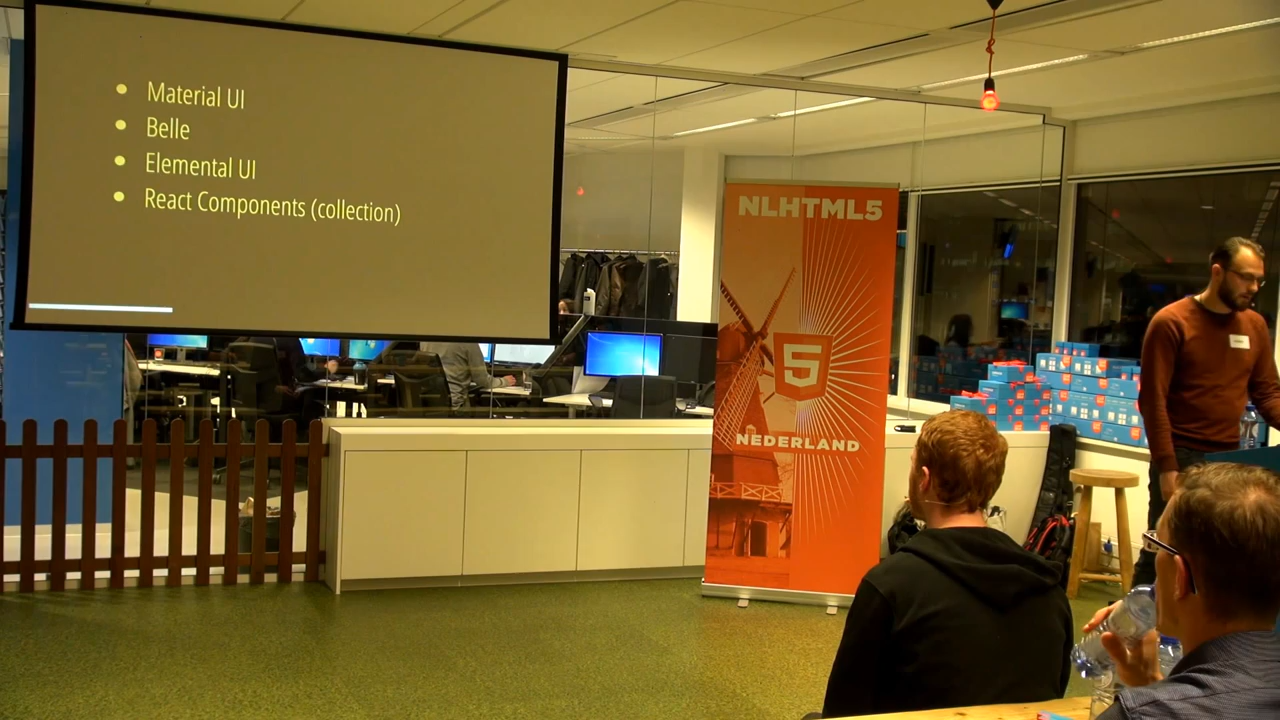 Material UI
Belle
Elemental UI
React Components (collection)
NLHTML5
5
NEDERLAND